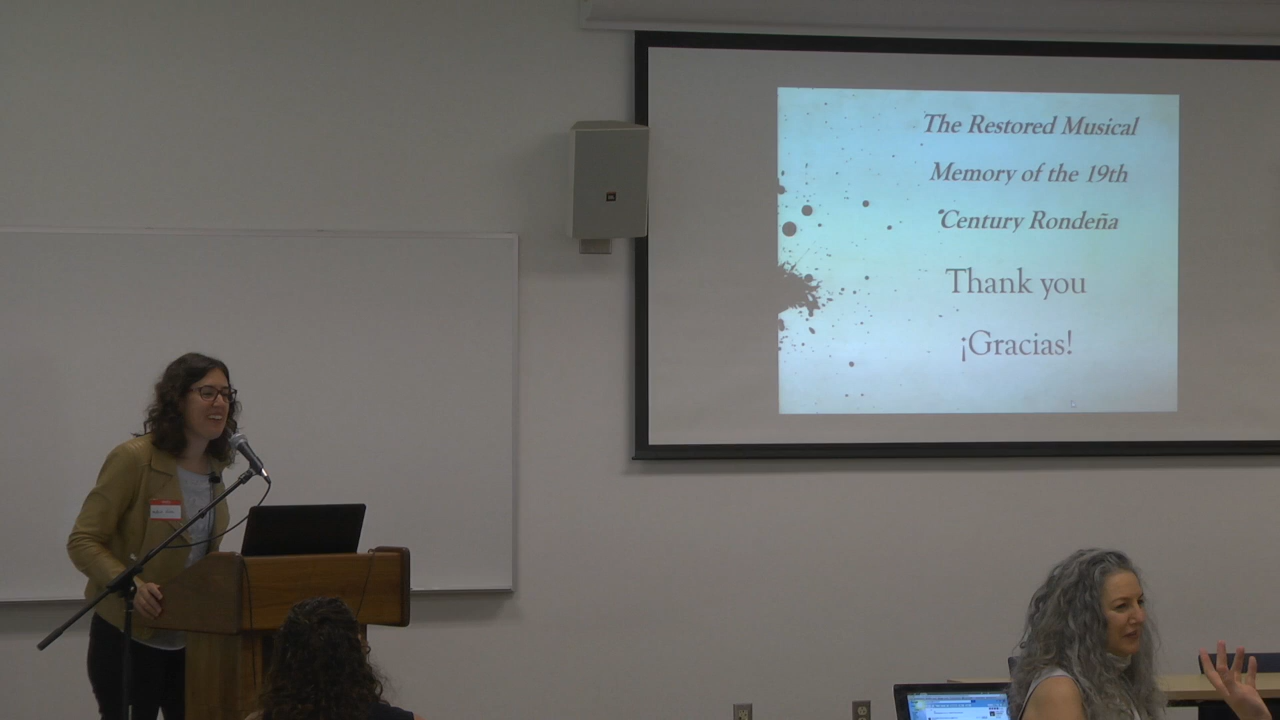 The Restored Musical
Memory of the 19th
Century Rondeña
Thank you
¡Gracias!